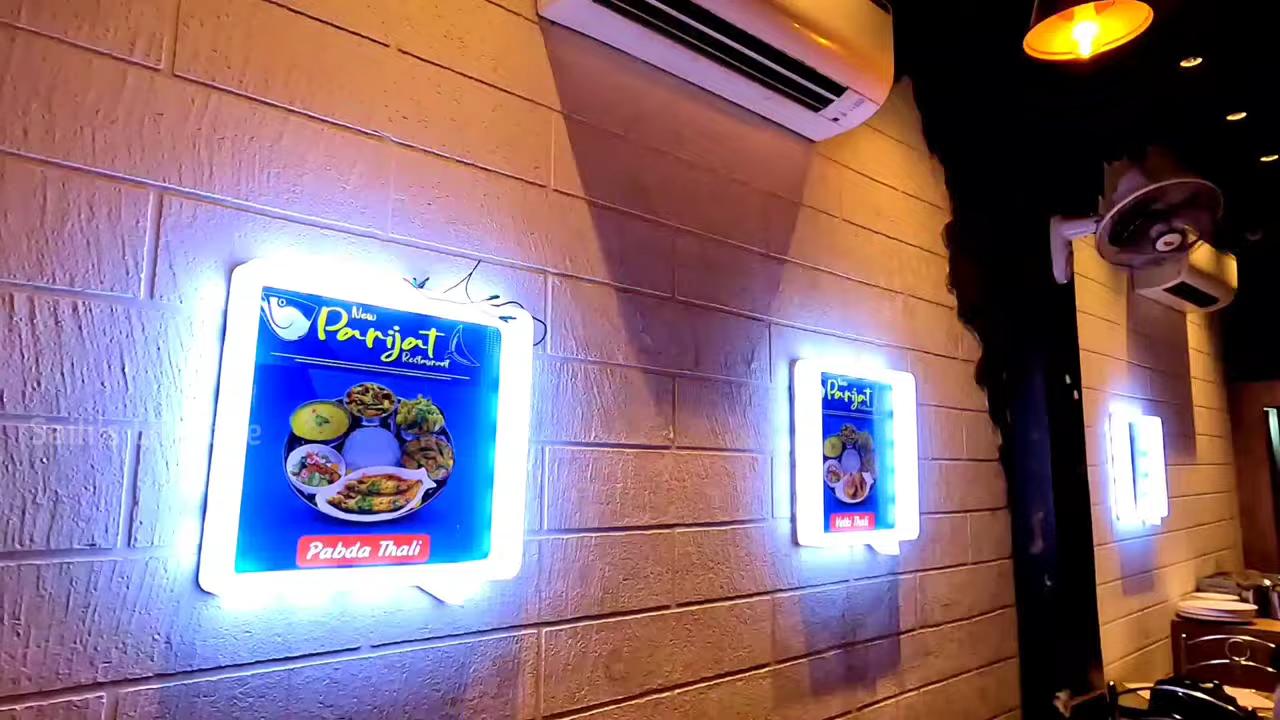 New
Parijat
Restaurant
Pabda Thali
New
Parijat
Vetki Thali